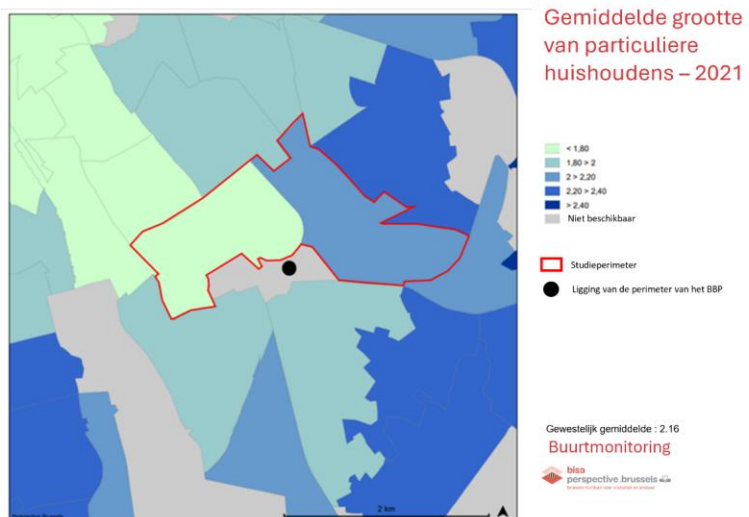 Gemiddelde grootte
van particuliere
huishoudens – 2021
< 1,80
1,80 > 2
2 > 2,20
2,20 > 2,40
> 2,40
Niet beschikbaar
Studieperimeter
Ligging van de perimeter van het BBP
Gewestelijk gemiddelde : 2.16
Buurtmonitoring
bisa
perspective.brussels
2 km